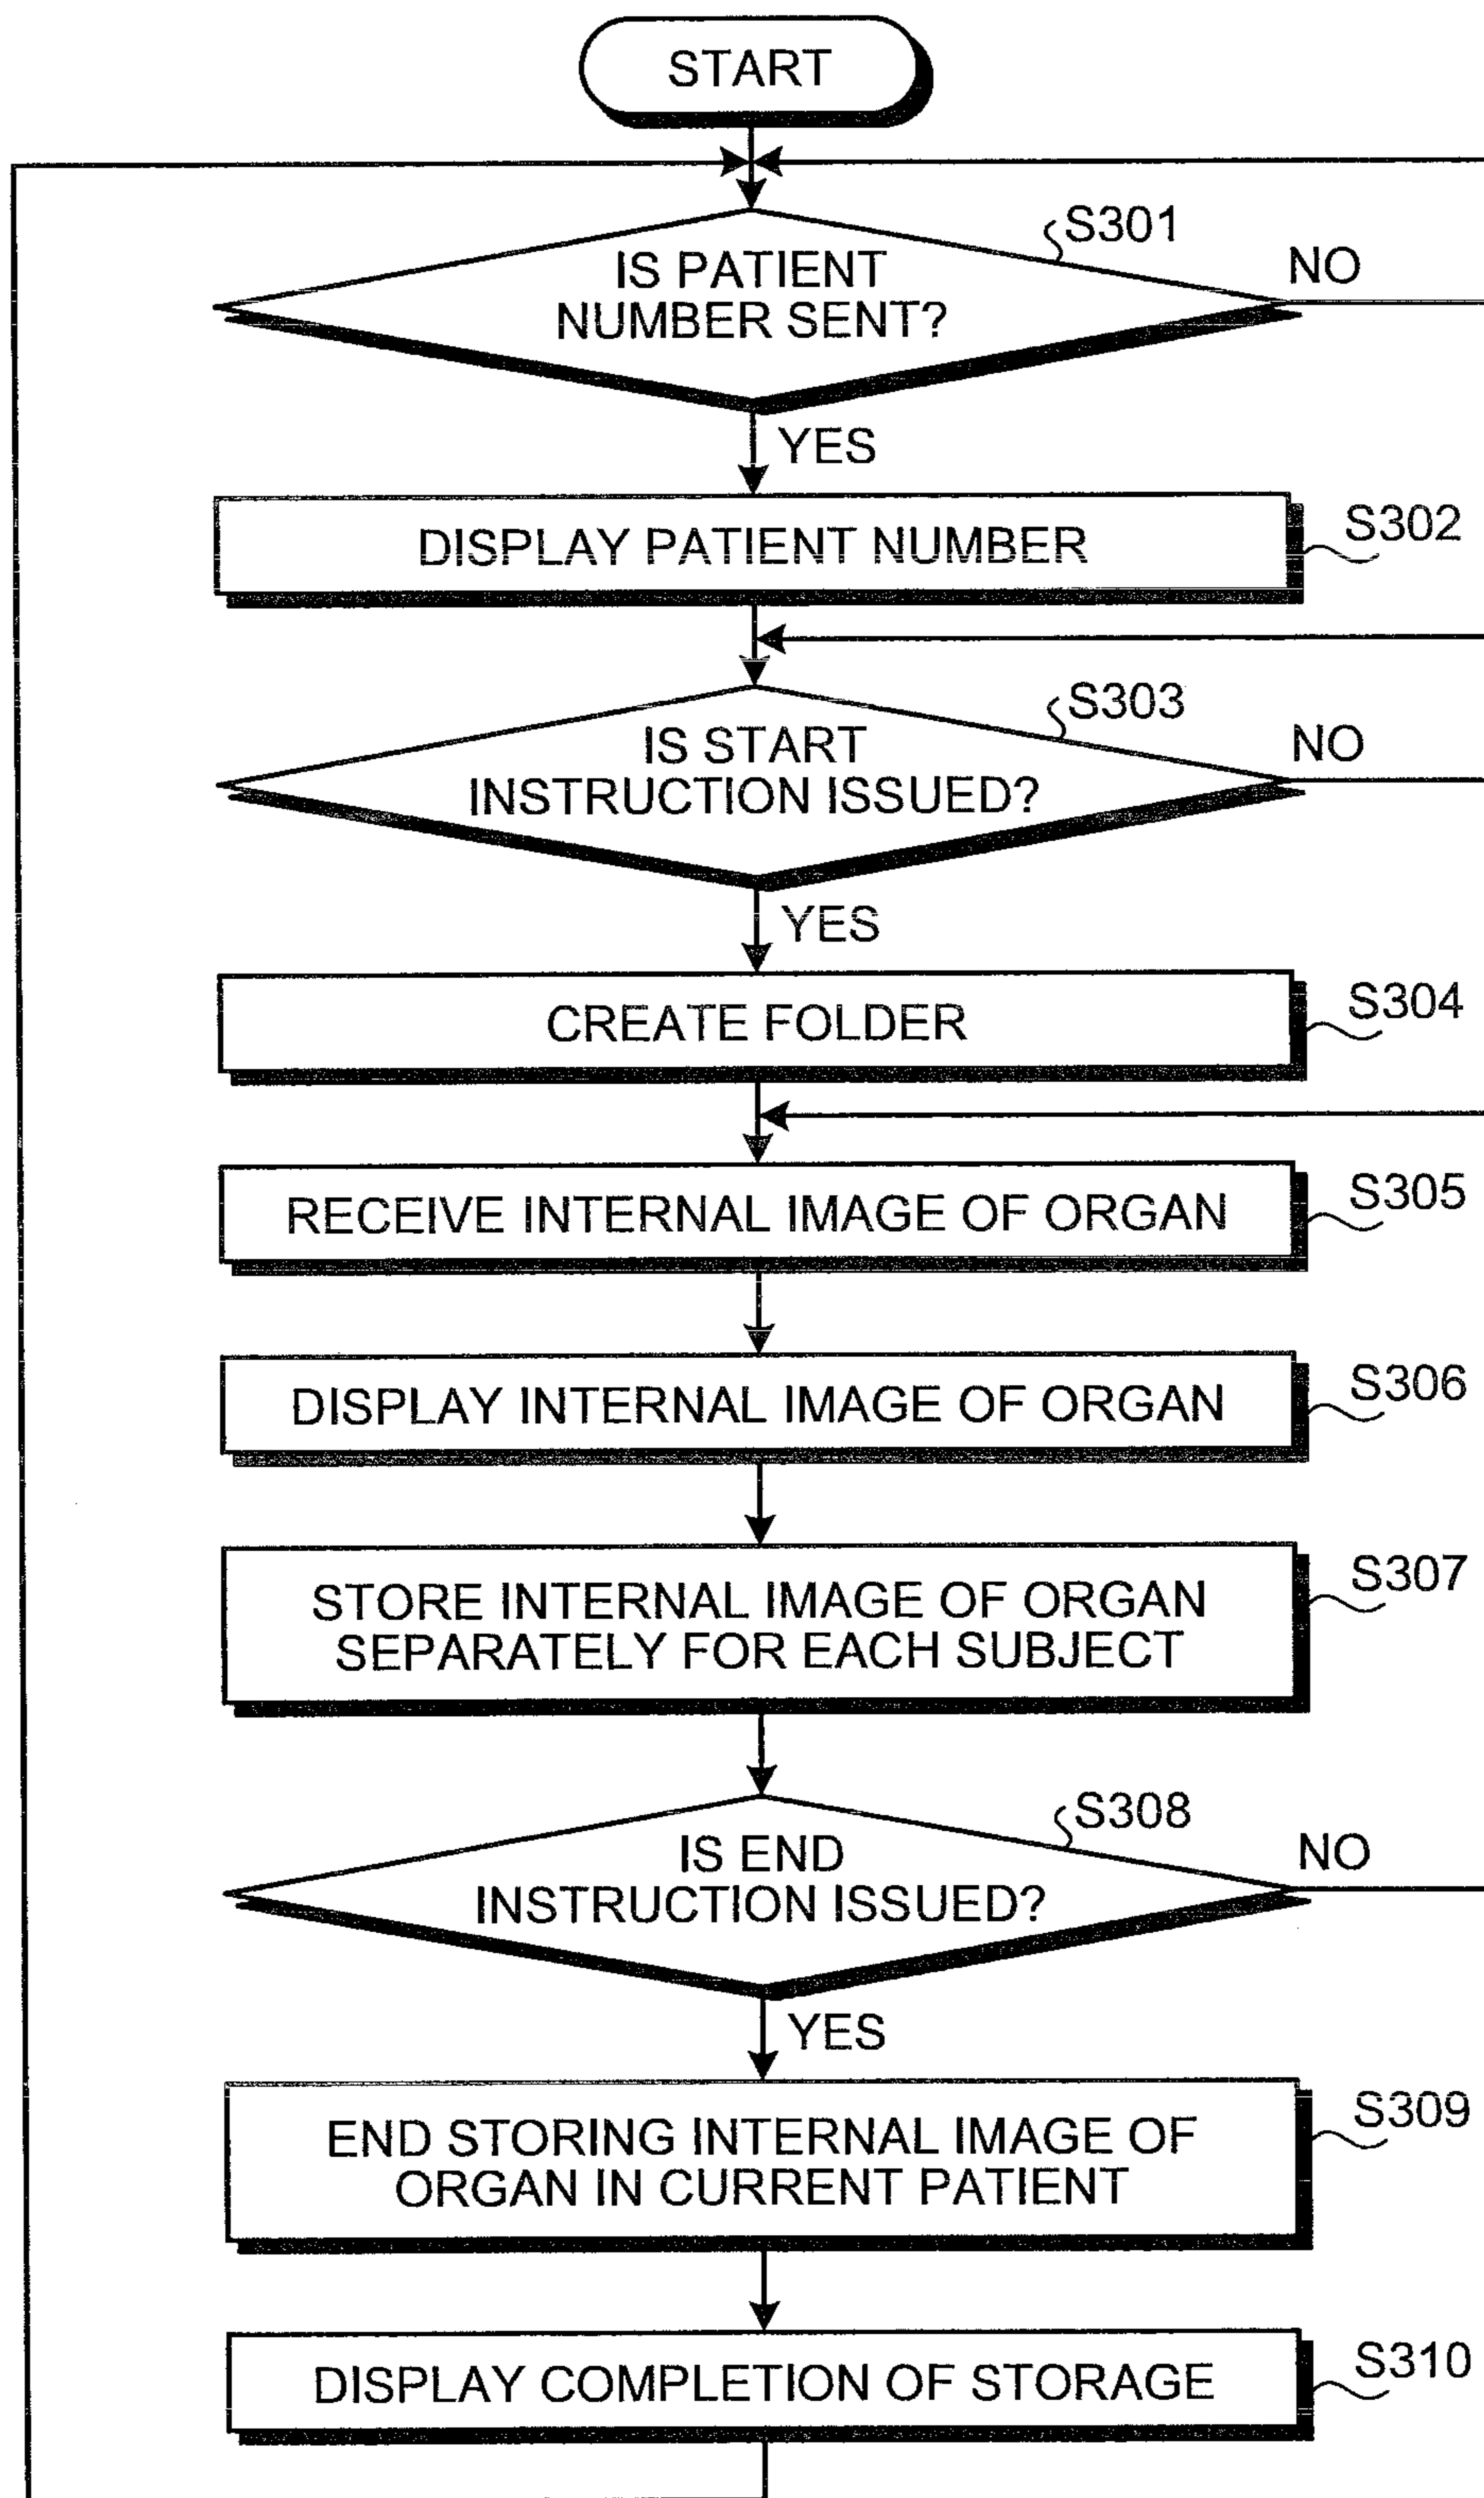 START
S301
IS PATIENT
NUMBER SENT?
NO
YES
DISPLAY PATIENT NUMBER
S302
S303
IS START
INSTRUCTION ISSUED?
NO
YES
CREATE FOLDER
S304
RECEIVE INTERNAL IMAGE OF ORGAN
S305
DISPLAY INTERNAL IMAGE OF ORGAN
S306
STORE INTERNAL IMAGE OF ORGAN
SEPARATELY FOR EACH SUBJECT
S307
S308
IS END
INSTRUCTION ISSUED?
NO
YES
END STORING INTERNAL IMAGE OF
ORGAN IN CURRENT PATIENT
S309
DISPLAY COMPLETION OF STORAGE
S310